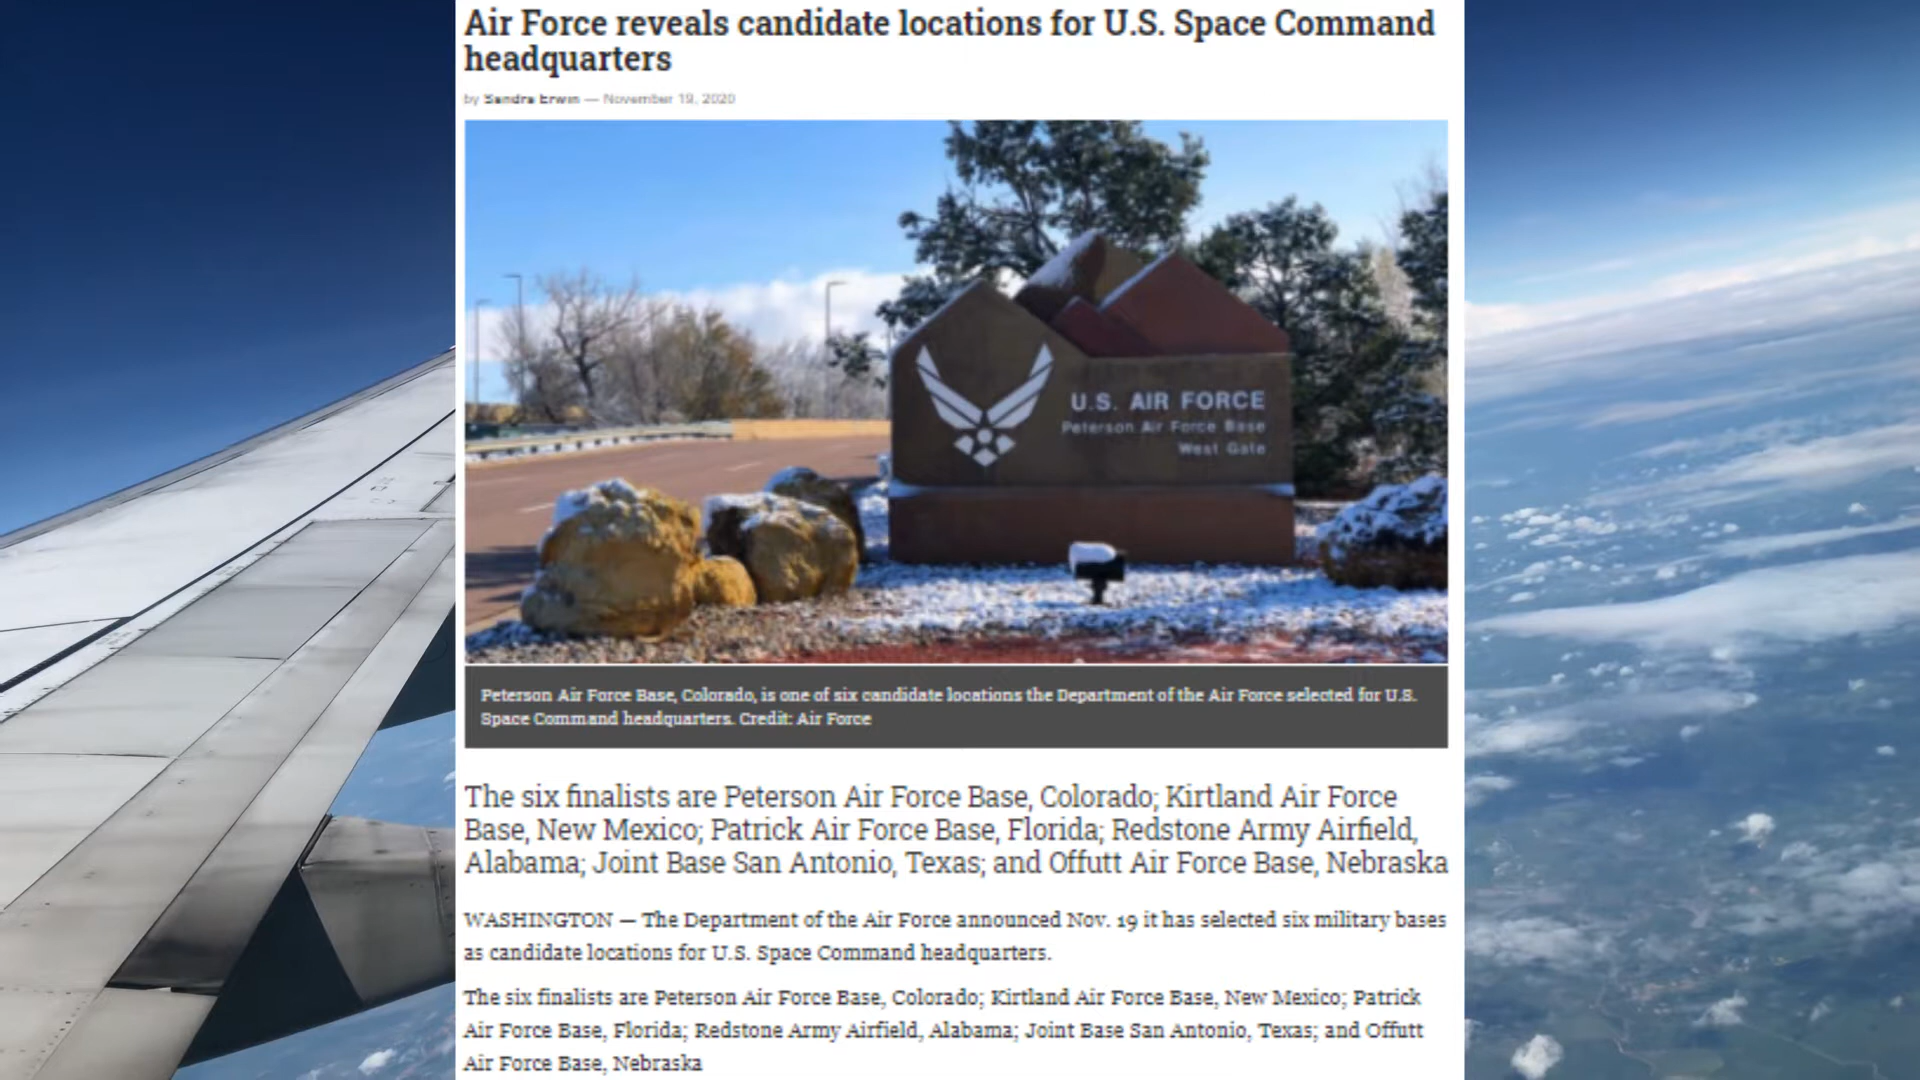 Air Force reveals candidate locations for U.S. Space Command
headquarters
by Sandra Erwin — November 19, 2020
U.S. AIR FORCE
Peterson Air Force Base
West Gate
Peterson Air Force Base, Colorado, is one of six candidate locations the Department of the Air Force selected for U.S.
Space Command headquarters. Credit: Air Force
The six finalists are Peterson Air Force Base, Colorado; Kirtland Air Force
Base, New Mexico; Patrick Air Force Base, Florida; Redstone Army Airfield,
Alabama; Joint Base San Antonio, Texas; and Offutt Air Force Base, Nebraska
WASHINGTON — The Department of the Air Force announced Nov. 19 it has selected six military bases
as candidate locations for U.S. Space Command headquarters.
The six finalists are Peterson Air Force Base, Colorado; Kirtland Air Force Base, New Mexico; Patrick
Air Force Base, Florida; Redstone Army Airfield, Alabama; Joint Base San Antonio, Texas; and Offutt
Air Force Base, Nebraska